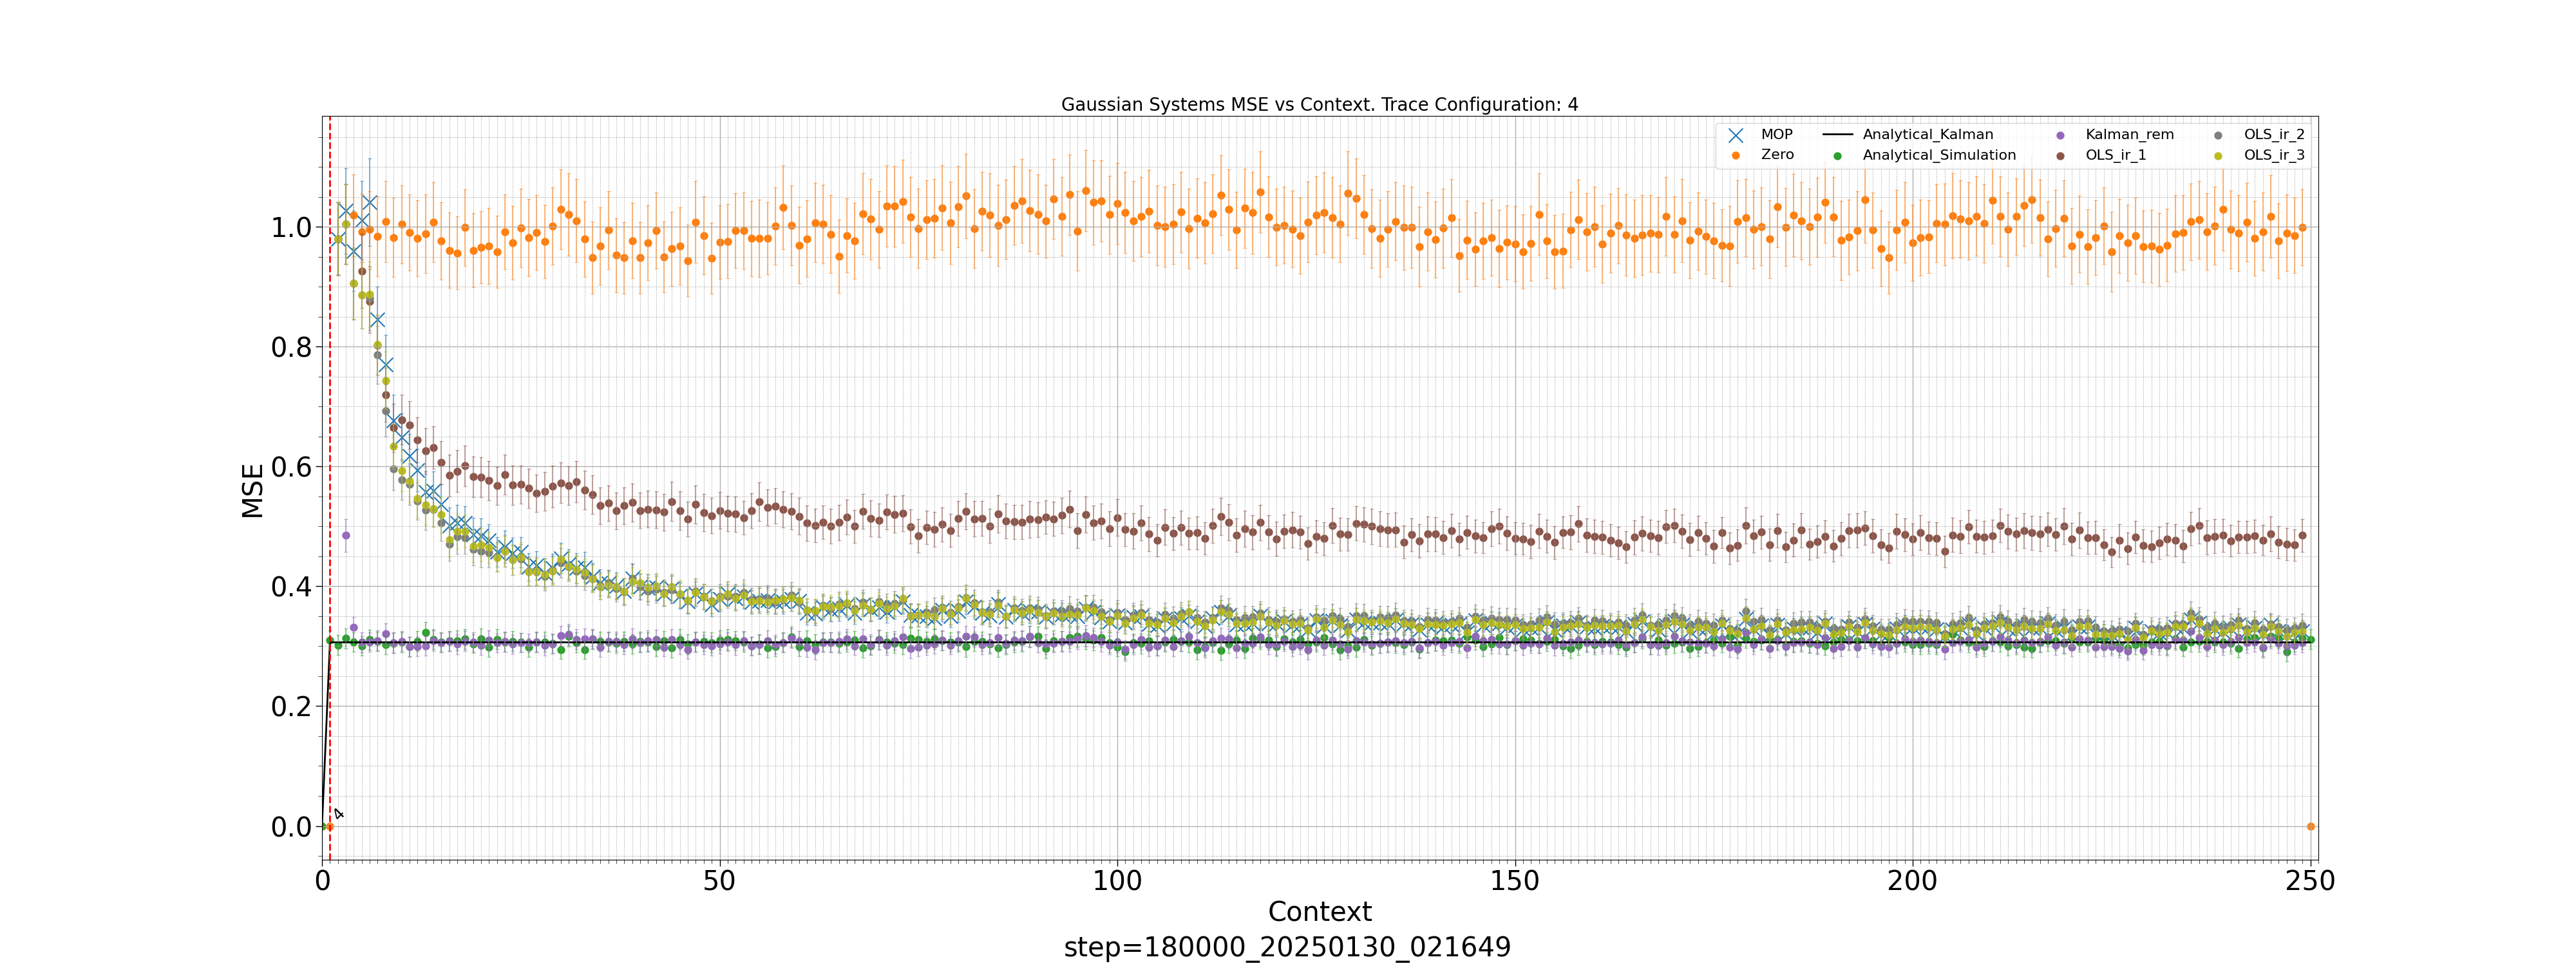 Gaussian Systems MSE vs Context. Trace Configuration: 4
MOP
Zero
Analytical_Kalman
Analytical_Simulation
Kalman_rem
OLS_ir_1
OLS_ir_2
OLS_ir_3
MSE
1.0
0.8
0.6
0.4
0.2
0.0
4
0 50 100 150 200 250
Context
step=180000_20250130_021649